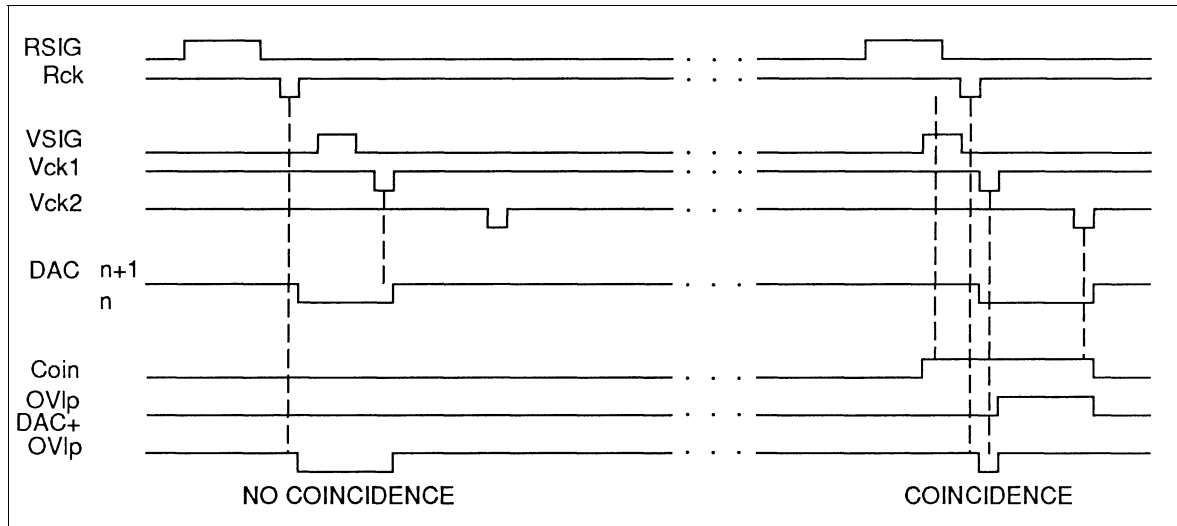 RSIG
Rck
VSIG
Vck1
Vck2
DAC n+1
n
Coin
OVlp
DAC+
OVlp
NO COINCIDENCE
COINCIDENCE